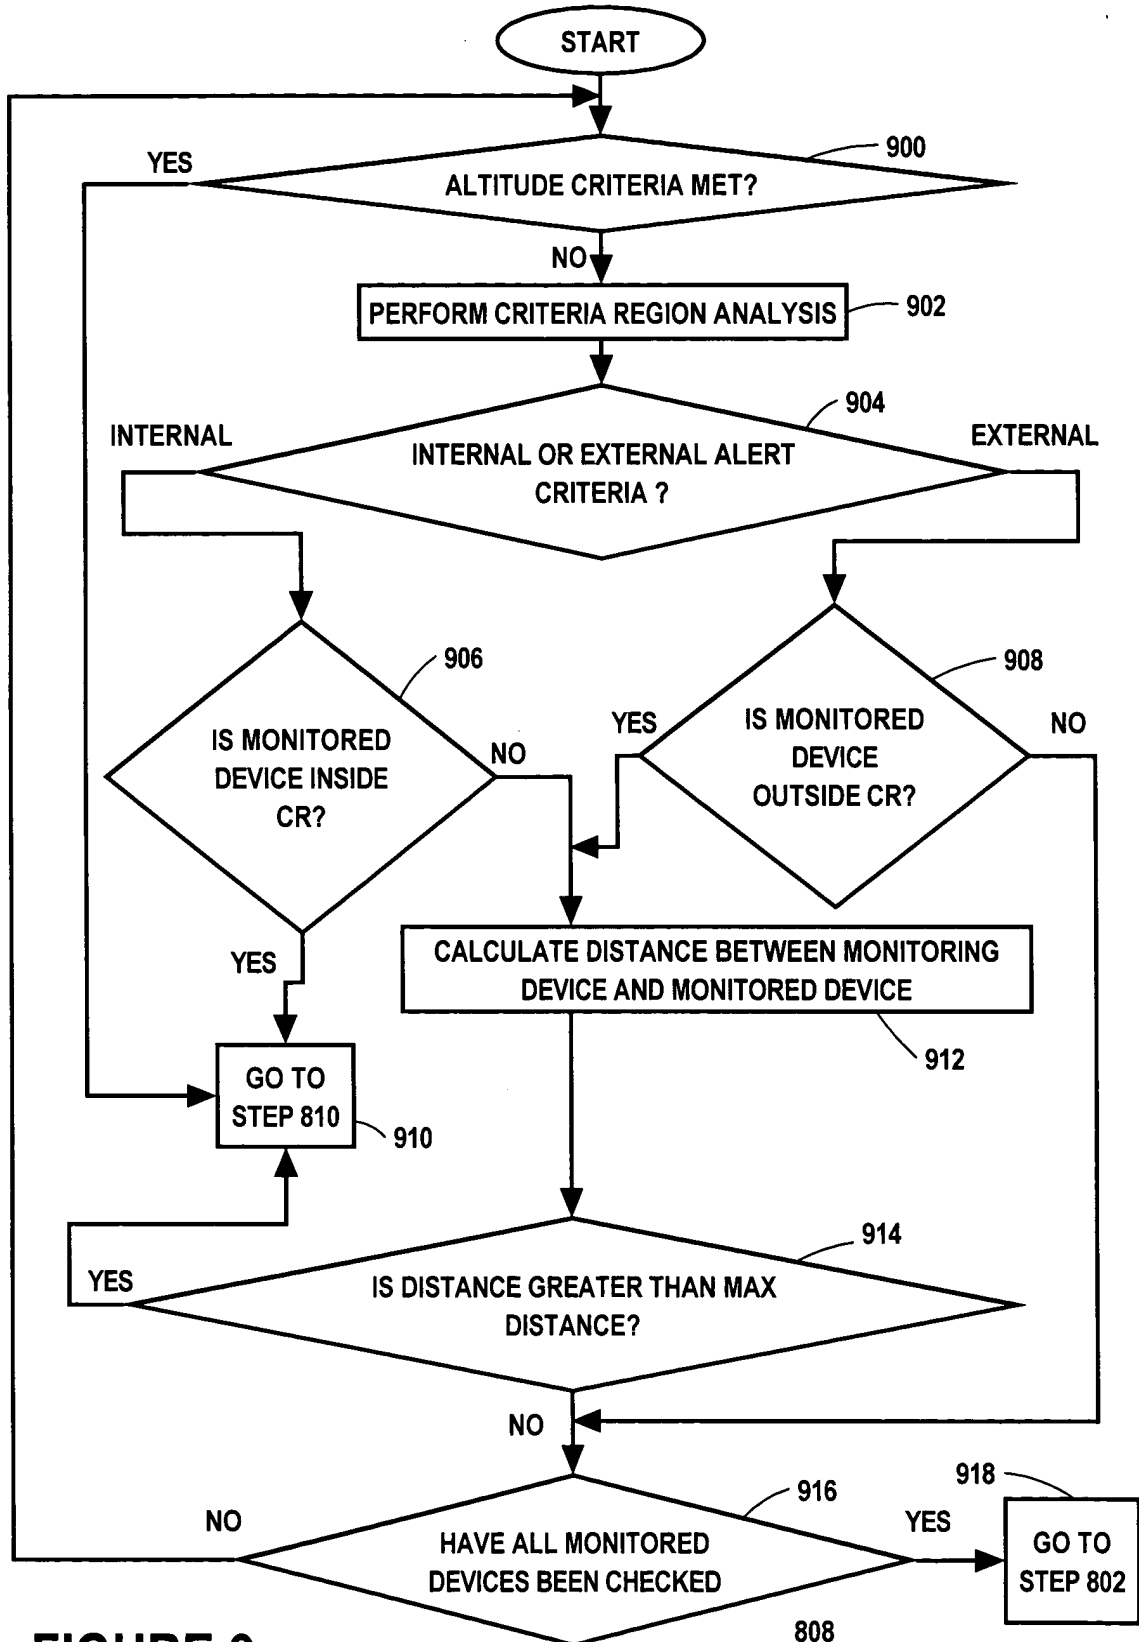 START
900
YES
ALTITUDE CRITERIA MET?
NO
PERFORM CRITERIA REGION ANALYSIS
902
904
INTERNAL
EXTERNAL
INTERNAL OR EXTERNAL ALERT
CRITERIA ?
906
908
IS MONITORED
DEVICE INSIDE
CR?
NO
YES
IS MONITORED
DEVICE
OUTSIDE CR?
NO
YES
CALCULATE DISTANCE BETWEEN MONITORING
DEVICE AND MONITORED DEVICE
912
GO TO
STEP 810
910
914
YES
IS DISTANCE GREATER THAN MAX
DISTANCE?
NO
918
916
NO
HAVE ALL MONITORED
DEVICES BEEN CHECKED
YES
GO TO
STEP 802
808